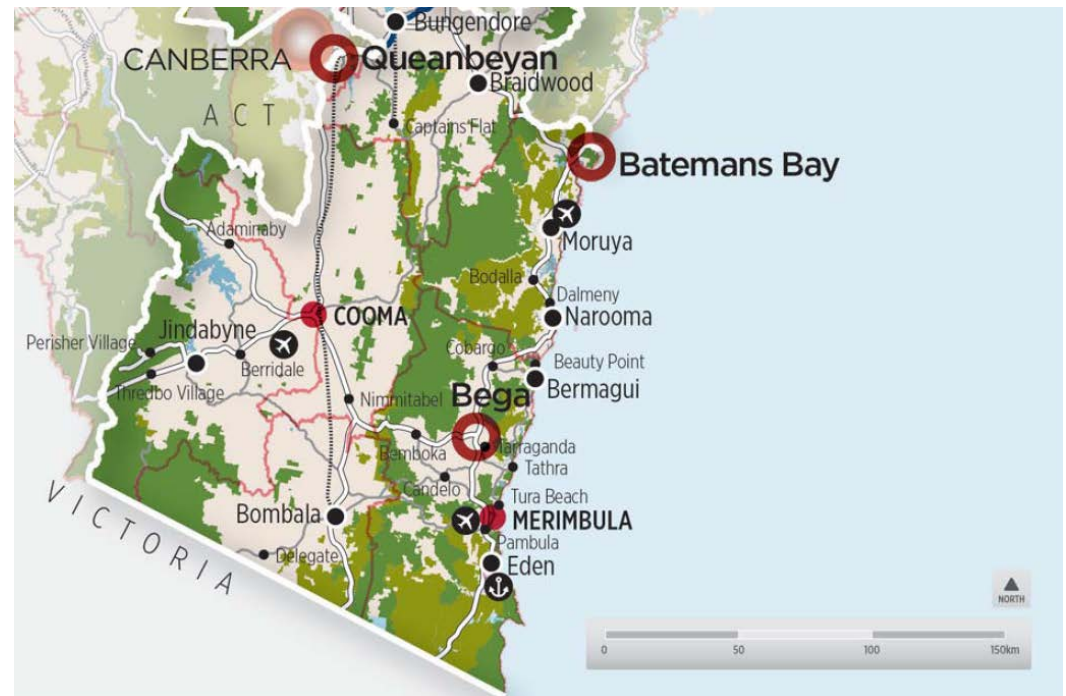 Bungendore
CANBERRA
Queanbeyan
Braidwood
ACT
Captains Flat
Batemans Bay
Moruya
Adaminaby
Bodalla
Dalmeny
COOMA
Narooma
Jindabyne
Perisher Village
Cobargo
Beauty Point
Berridale
Bermagui
Thredbo Village
Nimmitabel
Bega
Tarraganda
Bemboka
Tathra
Candelo
Tura Beach
VICTORIA
Bombala
MERIMBULA
Pambula
Delegate
Eden
NORTH
0 50 100 150km